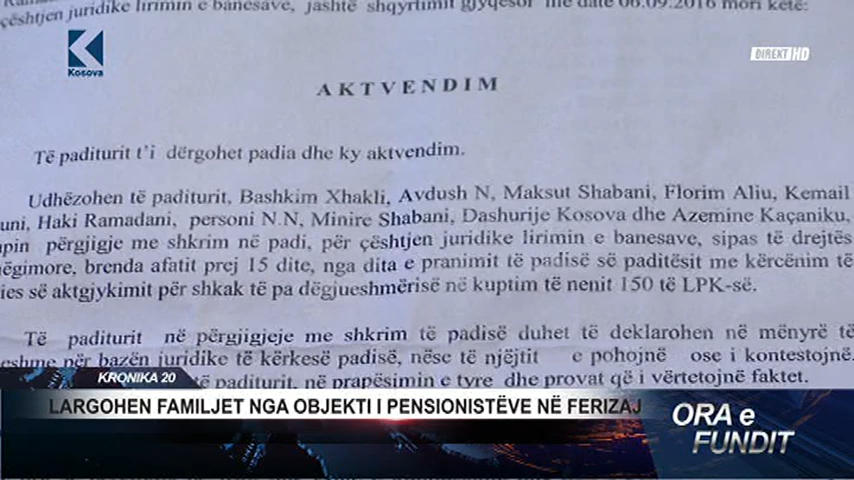 çështjen juridike lirimin e banesave, jashtë shqyrtimit gjyqësor me datë 06.09.2016 mori këtë:
K
Kosova
DIREKT HD
AKTVENDIM
Të paditurit t'i dërgohet padia dhe ky aktvendim.
Udhëzohen të paditurit, Bashkim Xhakli, Avdush N, Maksut Shabani, Florim Aliu, Kemail
uni, Haki Ramadani, personi N.N, Minire Shabani, Dashurije Kosova dhe Azemine Kaçaniku,
apin përgjigje me shkrim në padi, për çështjen juridike lirimin e banesave, sipas të drejtës
ëgimore, brenda afatit prej 15 dite, nga dita e pranimit të padisë së paditësit me kërcënim të
ies së aktgjykimit për shkak të pa dëgjueshmërisë në kuptim të nenit 150 të LPK-së.
Të paditurit në përgjigjeje me shkrim të padisë duhet të deklarohen në mënyrë të
eshme për bazën juridike të kërkesë padisë, nëse të njëjtit e pohojnë ose i kontestojnë.
të paditurit, në prapësimin e tyre dhe provat që i vërtetojnë faktet.
KRONIKA 20
LARGOHEN FAMILJET NGA OBJEKTI I PENSIONISTËVE NË FERIZAJ
ORA e
FUNDIT